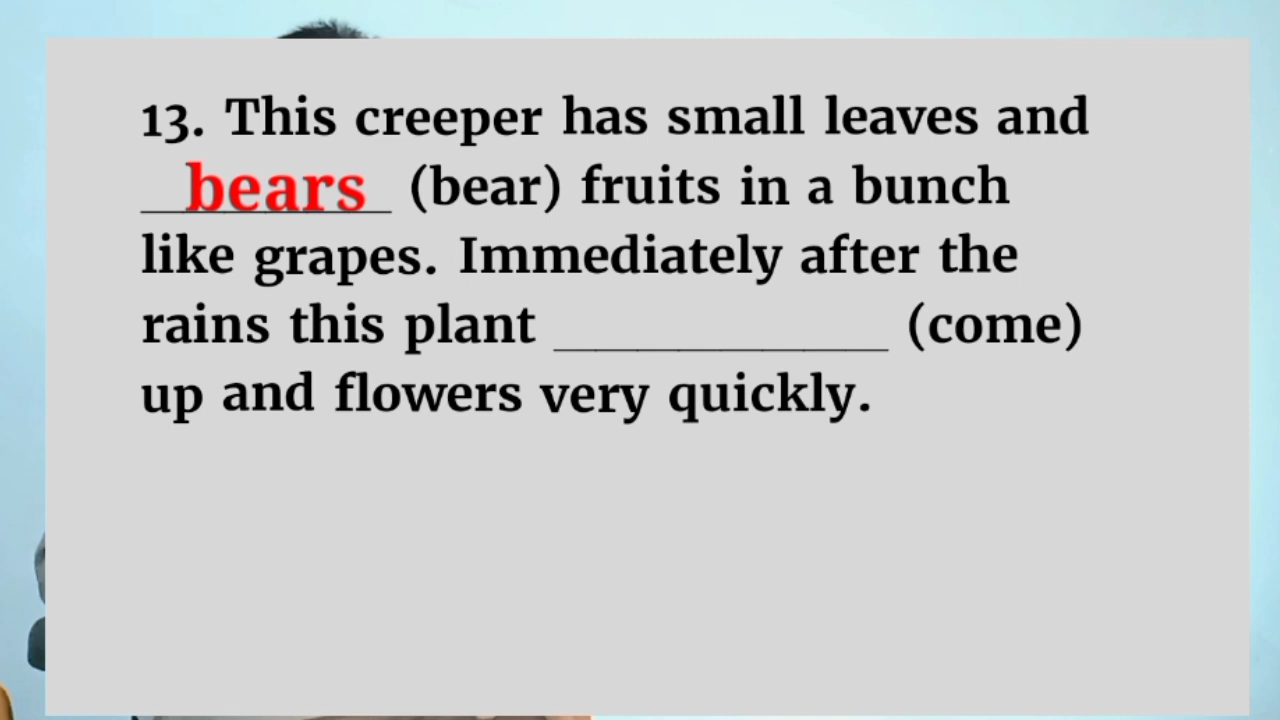 13. This creeper has small leaves and
bears (bear) fruits in a bunch
like grapes. Immediately after the
rains this plant ____________ (come)
up and flowers very quickly.